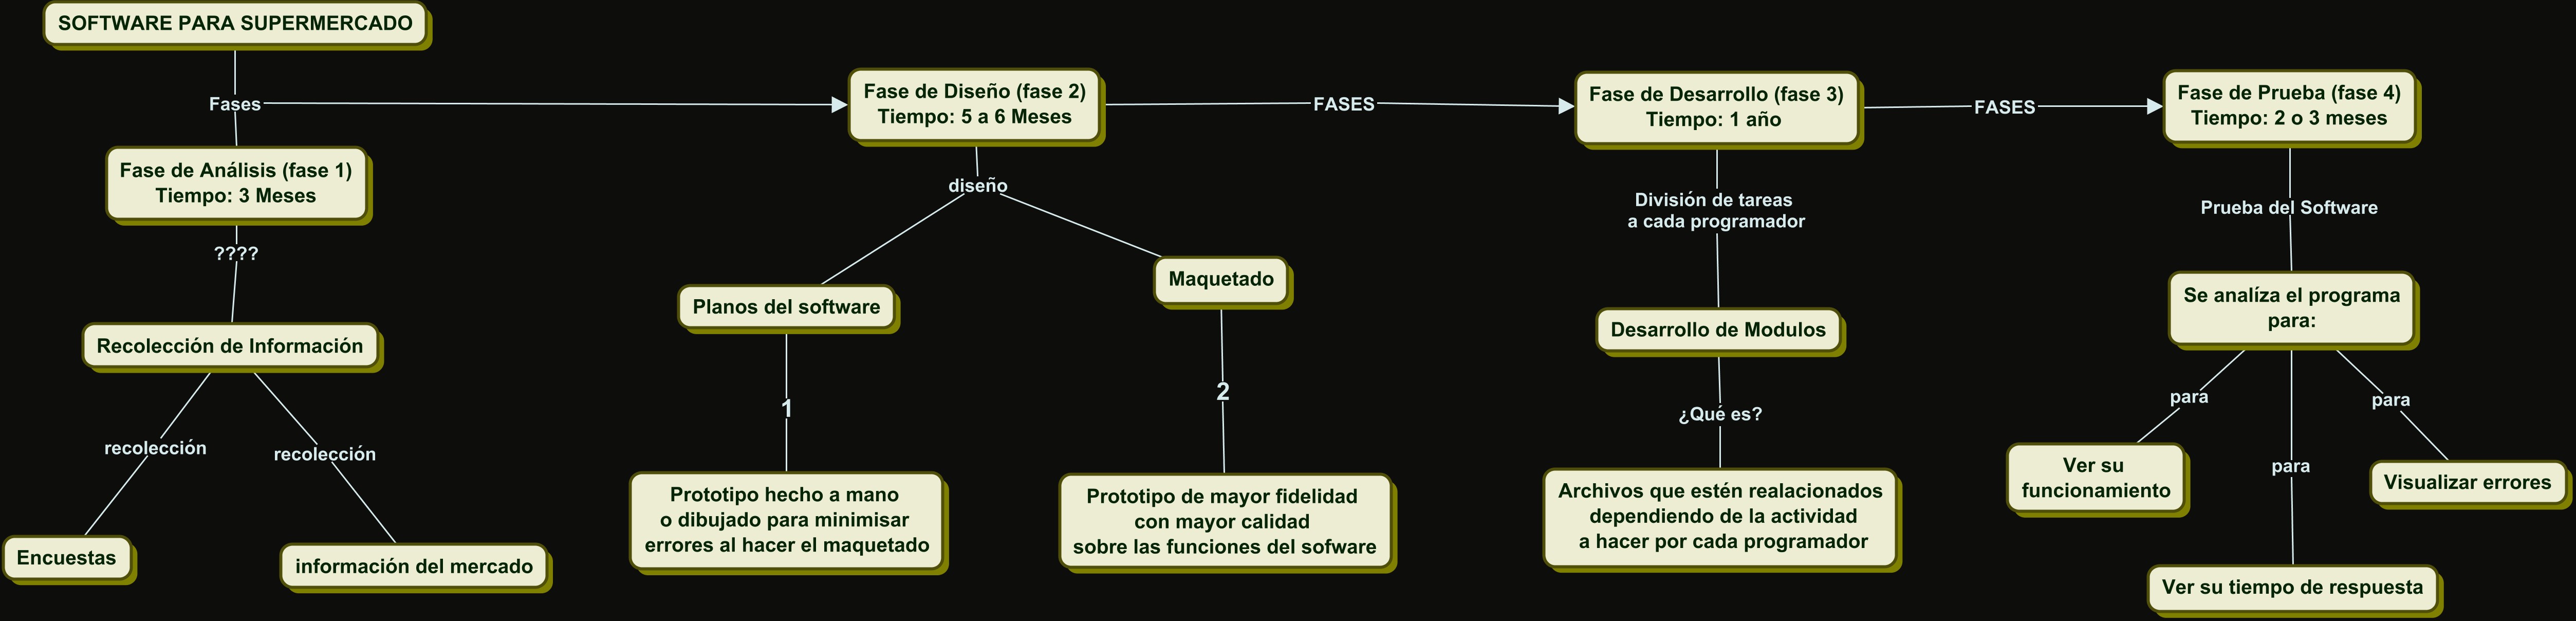 SOFTWARE PARA SUPERMERCADO
Fases
Fase de Análisis (fase 1)
Tiempo: 3 Meses
????
Recolección de Información
recolección
recolección
Encuestas
información del mercado
Fase de Diseño (fase 2)
Tiempo: 5 a 6 Meses
diseño
Planos del software
Maquetado
1
2
Prototipo hecho a mano
o dibujado para minimisar
errores al hacer el maquetado
Prototipo de mayor fidelidad
con mayor calidad
sobre las funciones del sofware
FASES
Fase de Desarrollo (fase 3)
Tiempo: 1 año
División de tareas
a cada programador
Desarrollo de Modulos
¿Qué es?
Archivos que estén realacionados
dependiendo de la actividad
a hacer por cada programador
FASES
Fase de Prueba (fase 4)
Tiempo: 2 o 3 meses
Prueba del Software
Se analíza el programa
para:
para
para
para
Ver su
funcionamiento
Visualizar errores
Ver su tiempo de respuesta